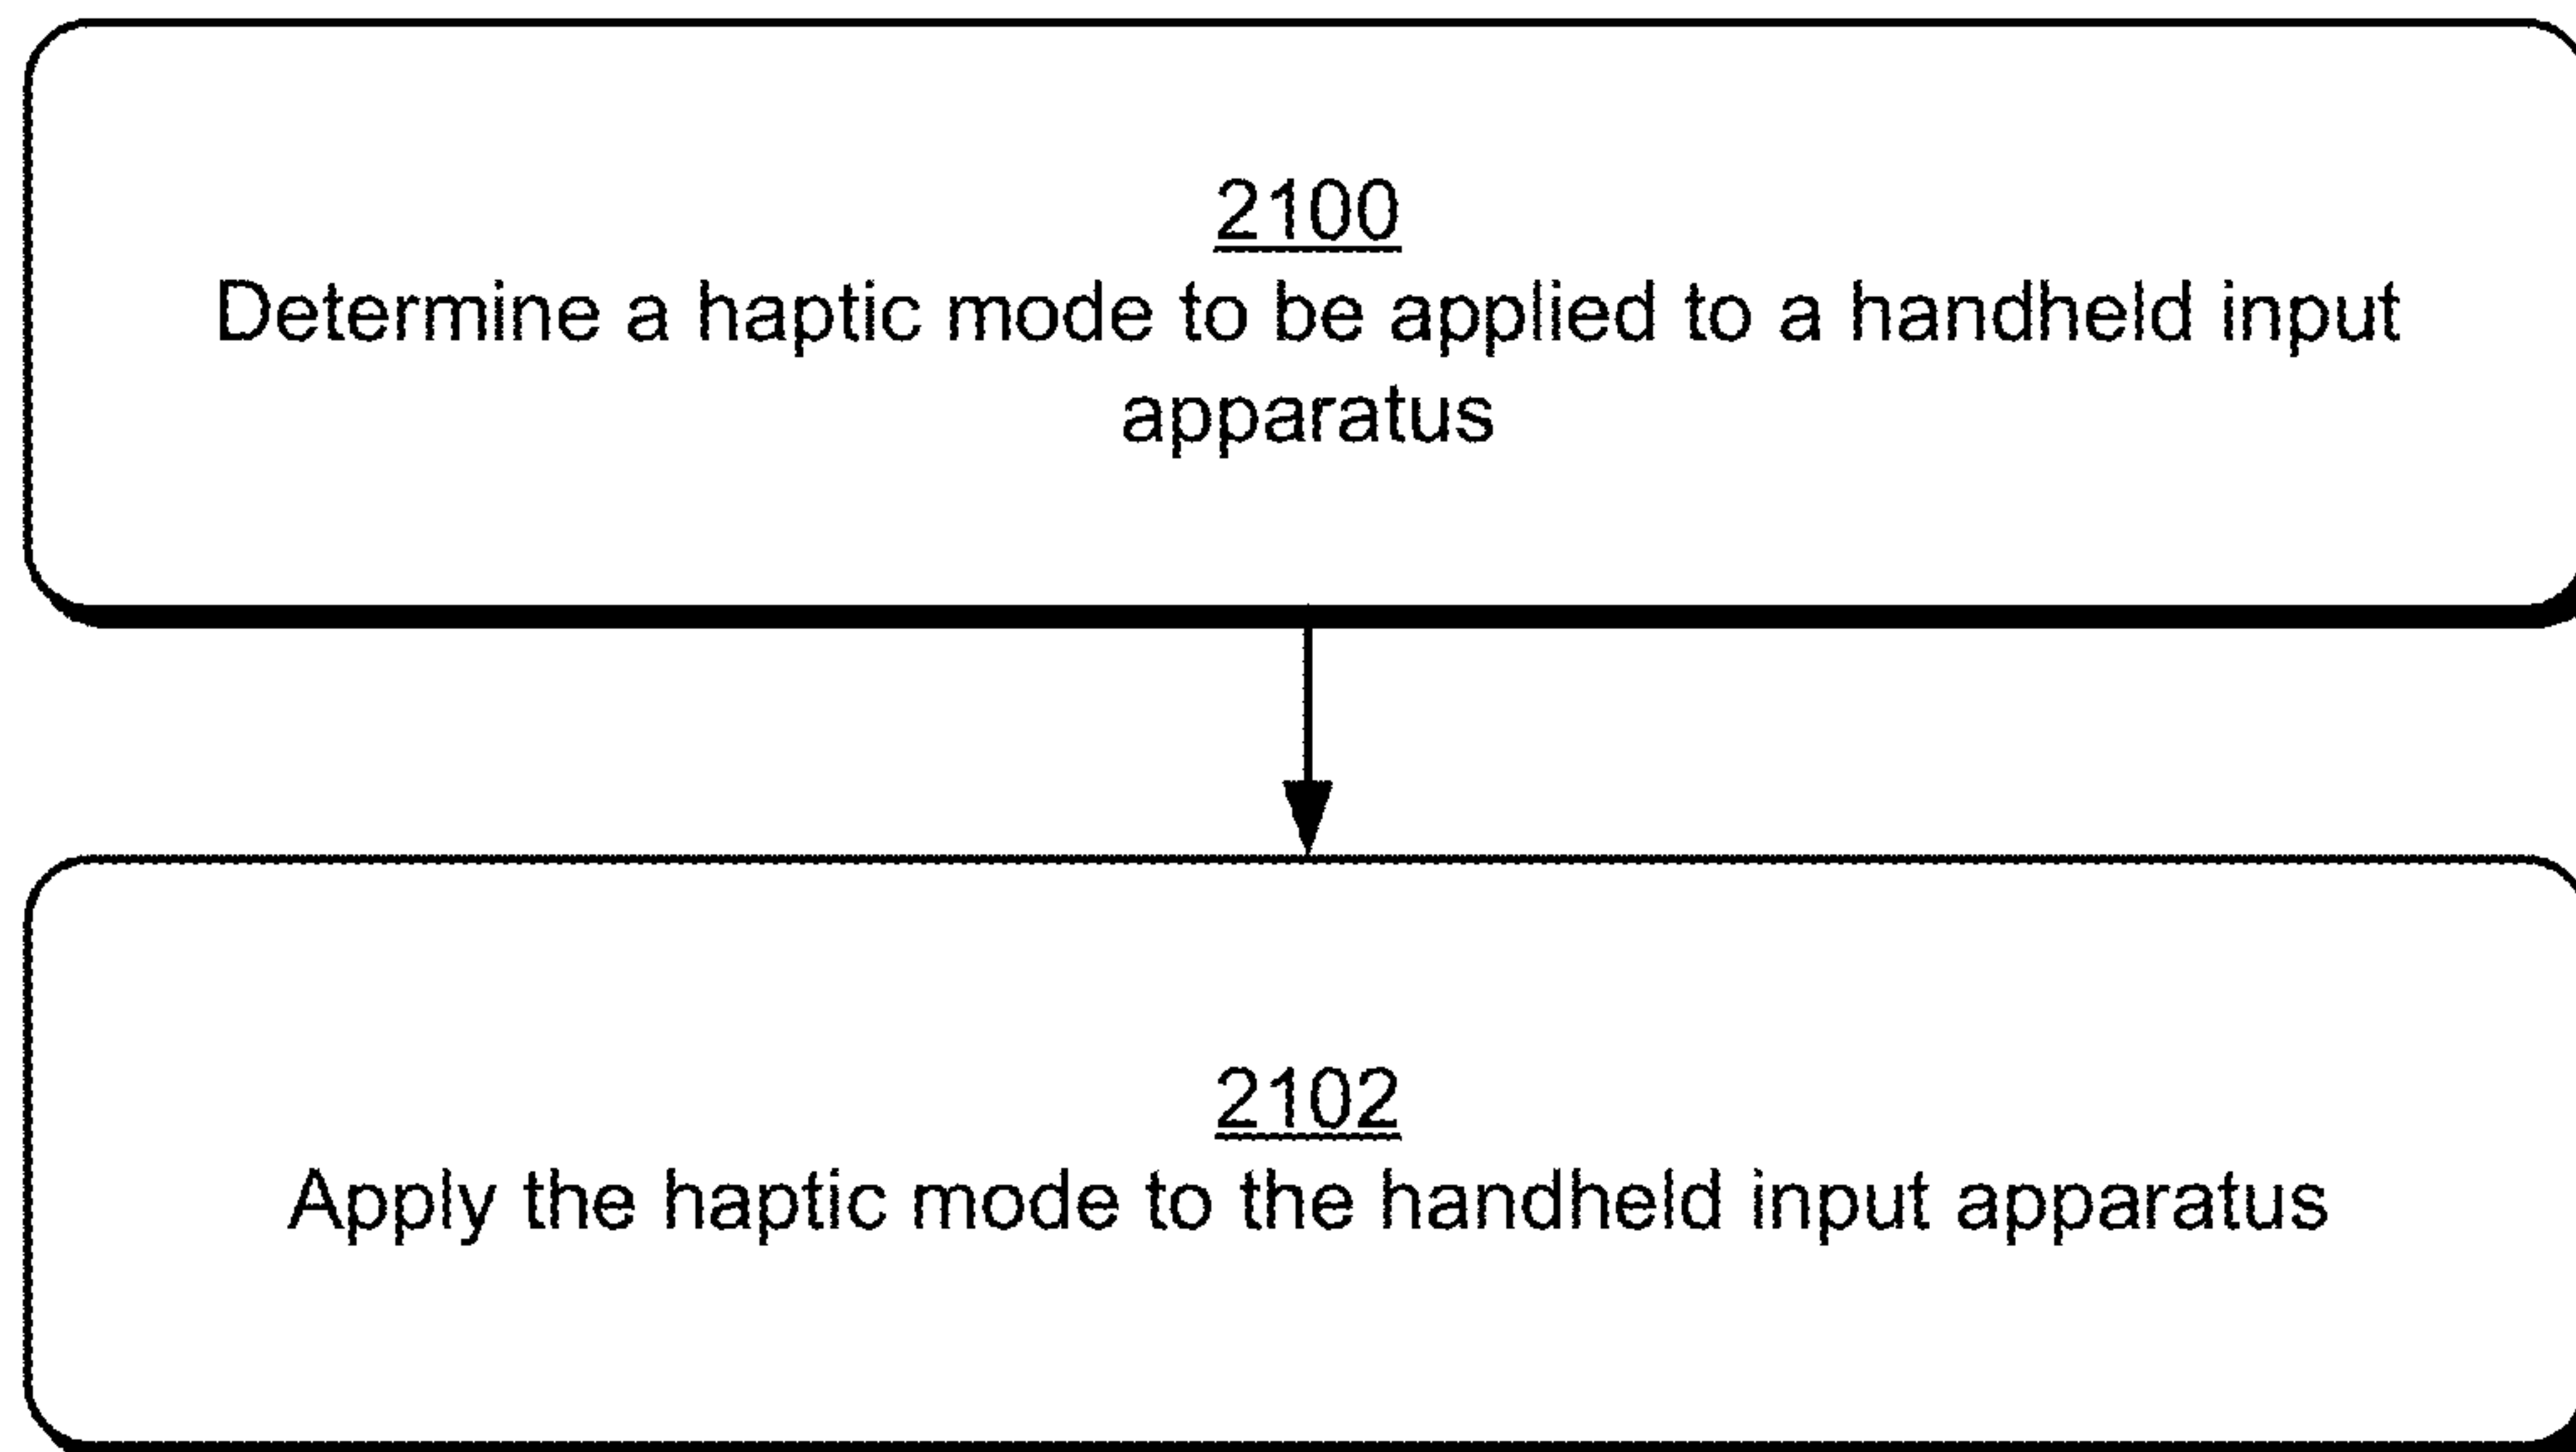 2100
Determine a haptic mode to be applied to a handheld input
apparatus
2102
Apply the haptic mode to the handheld input apparatus